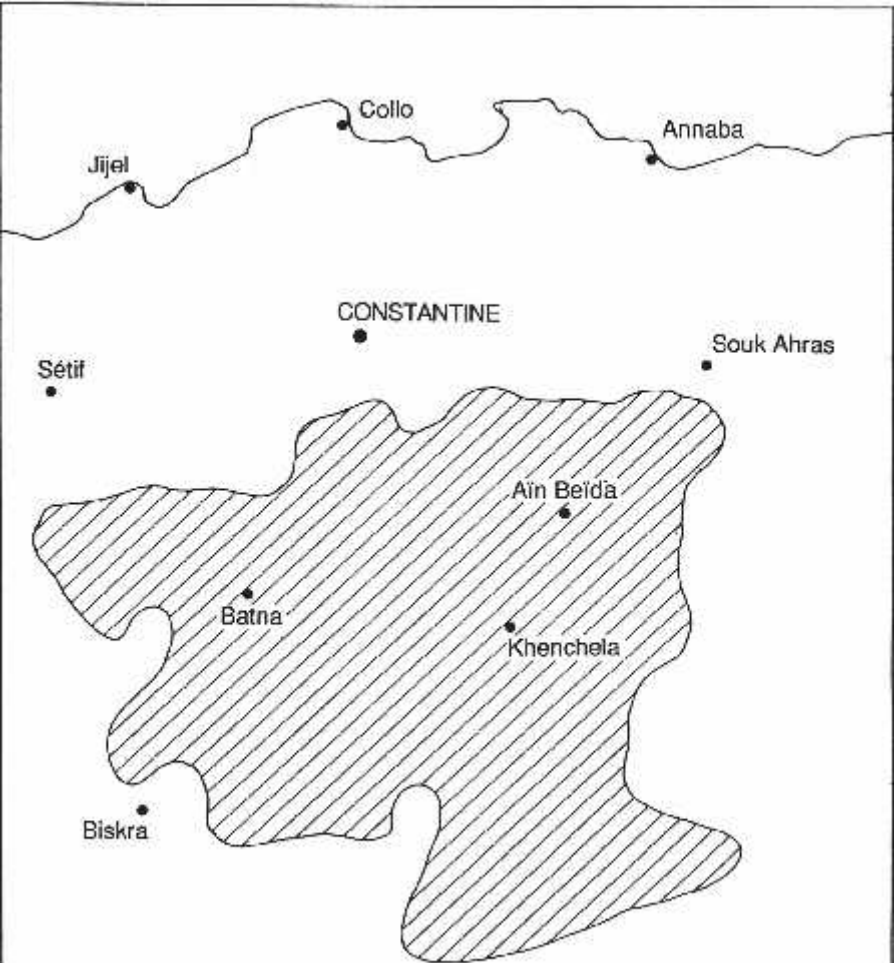 Collo
Annaba
Jijel
CONSTANTINE
Souk Ahras
Sétif
Aïn Beïda
Batna
Khenchela
Biskra